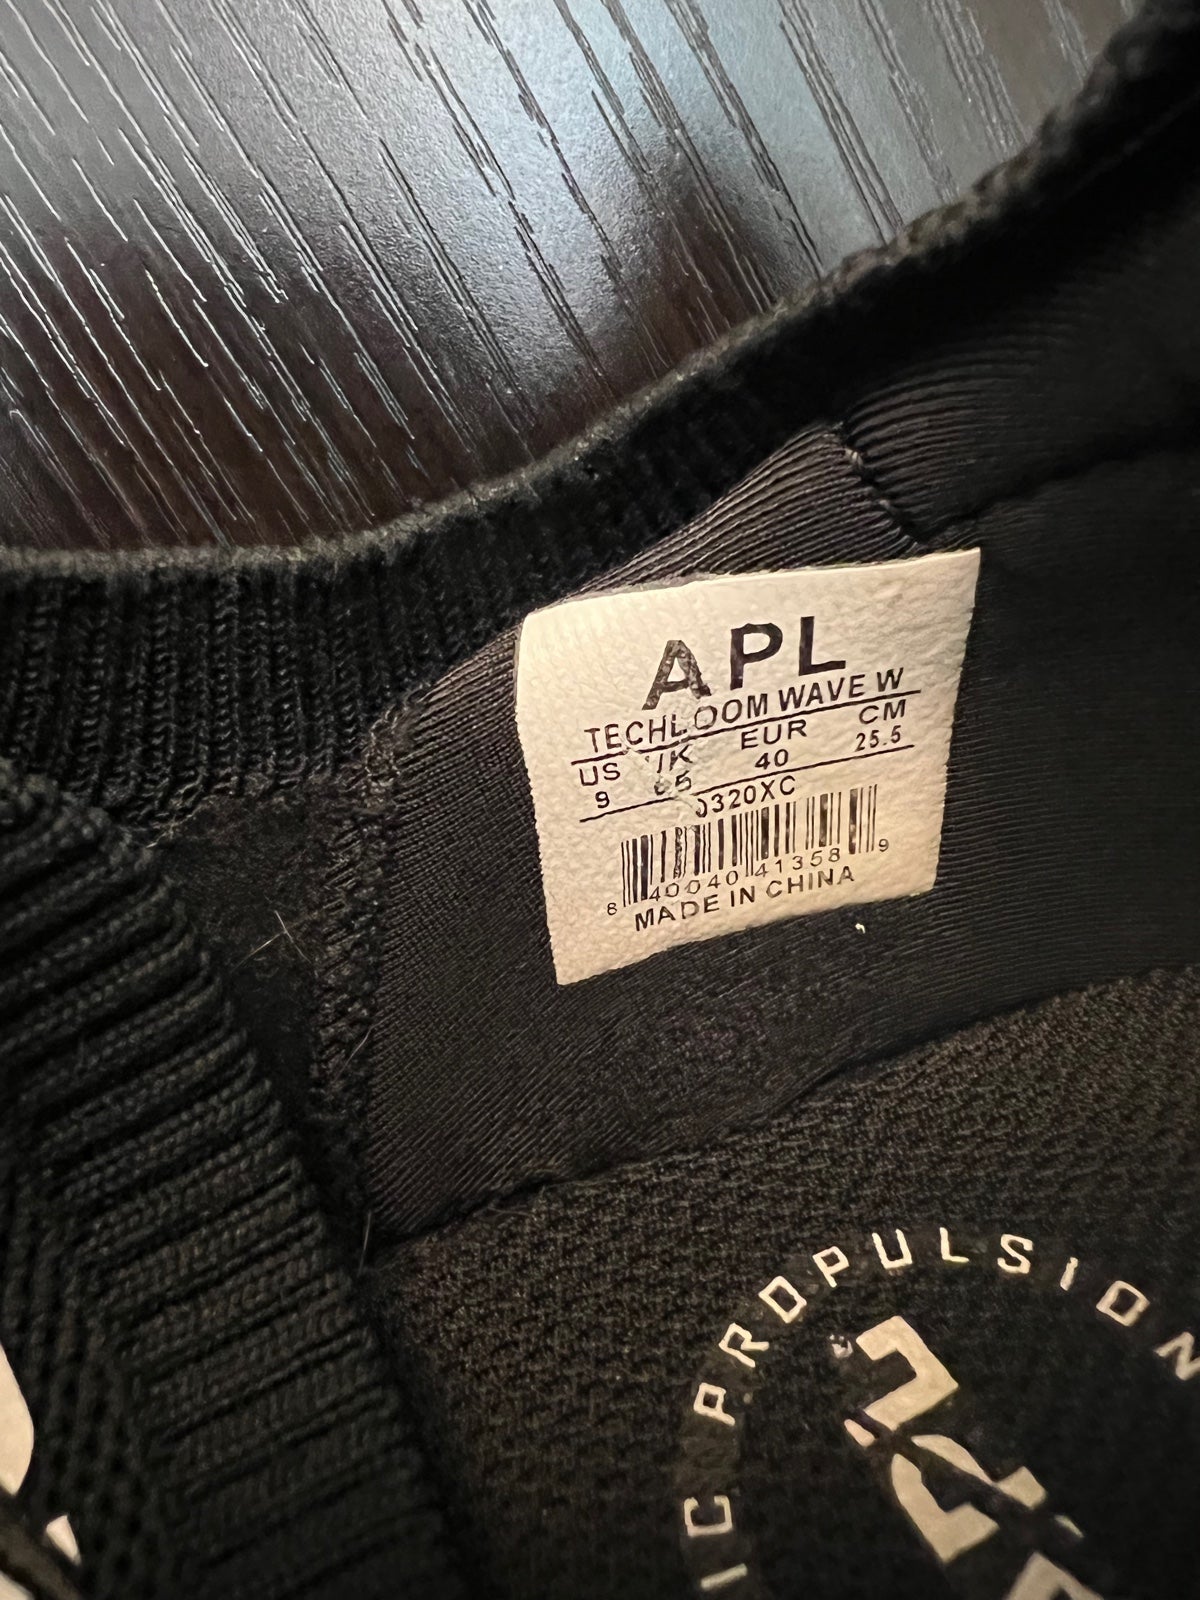 APL
TECHLOOM WAVE W
US UK EUR CM
9 40 25.5
0320XC
8 40040 41358 9
MADE IN CHINA
IC PROPULSION